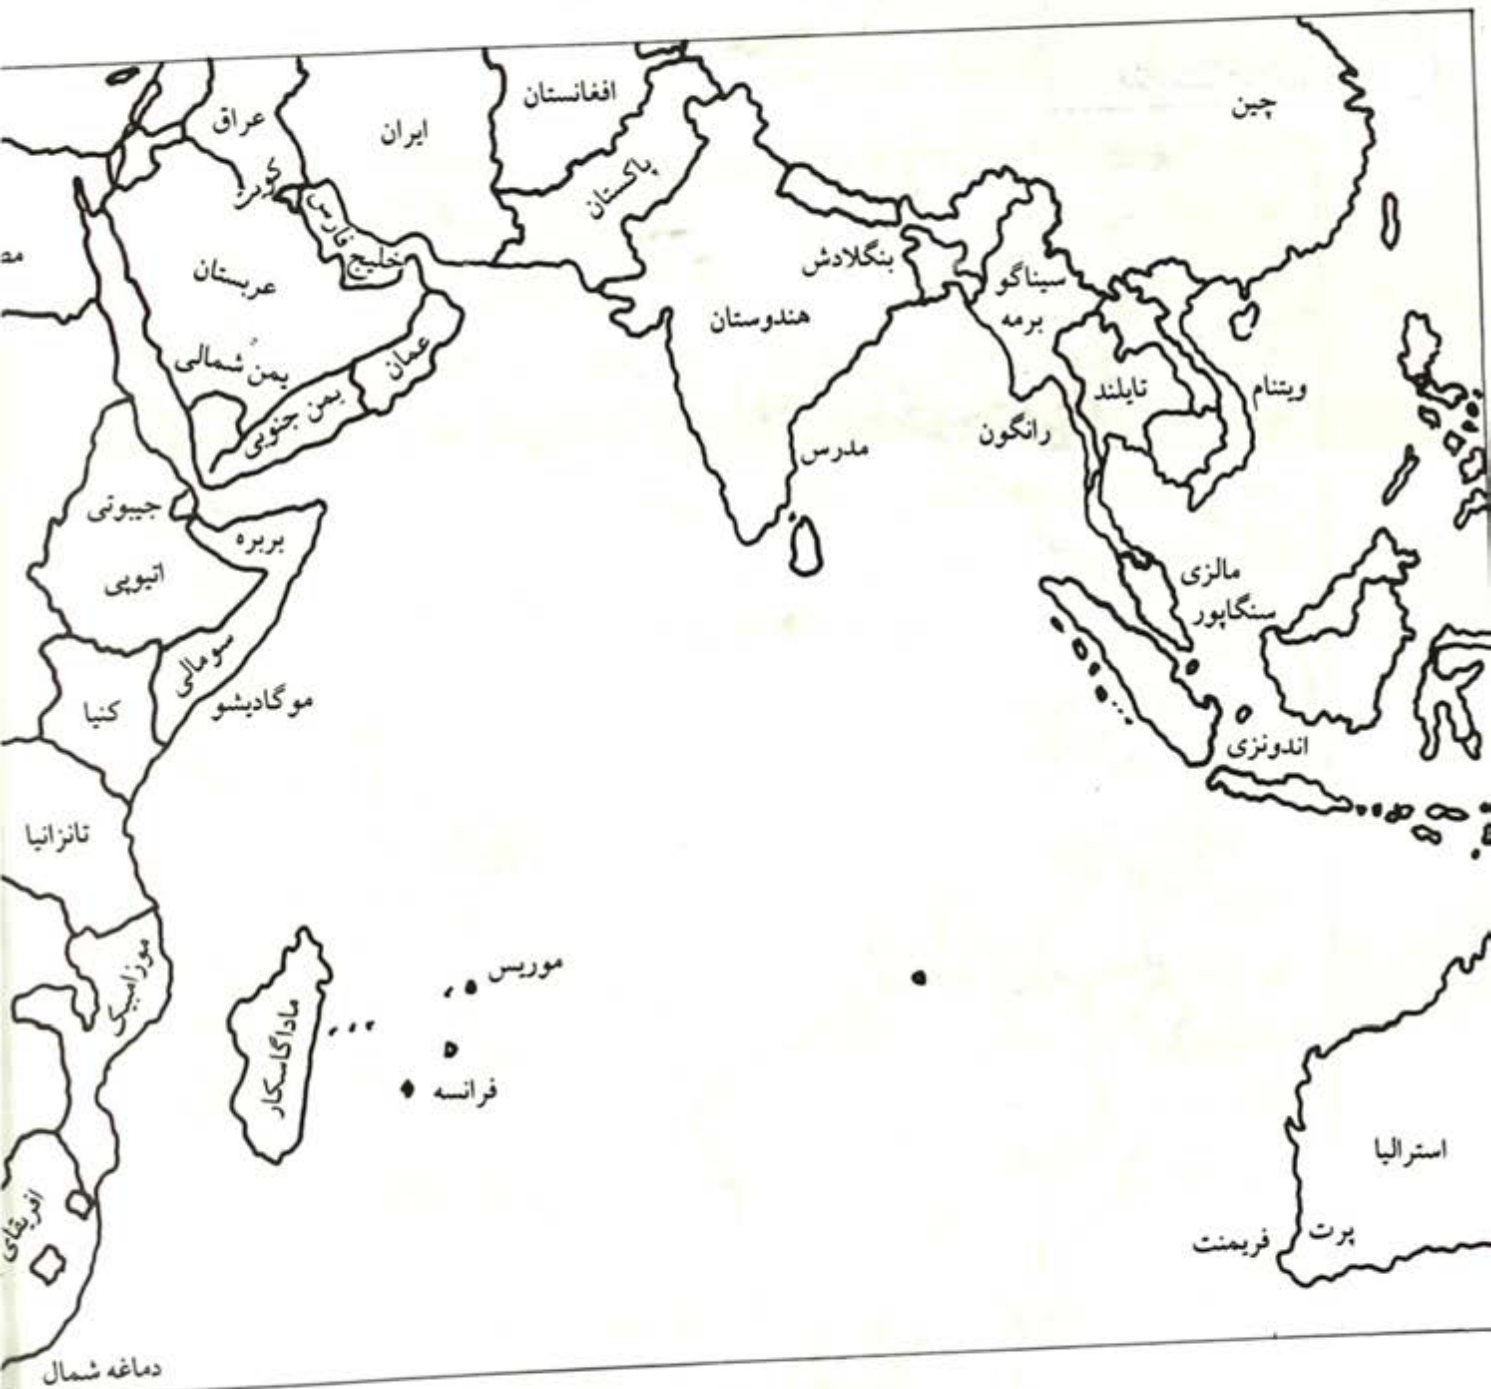 چین
افغانستان
ایران
عراق
کویت
پاکستان
خلیج
فارس
عربستان
مص
بنگلادش
سیناگو
برمه
هندوستان
عمان
یمن شمالی
یمن جنوبی
تایلند
ویتنام
رانگون
مدرس
جیبوتی
بربره
اتیوپی
مالزی
سنگاپور
سومالی
موگادیشو
کنیا
اندونزی
تانزانیا
موزامبیک
موریس
ماداگاسکار
فرانسه
استرالیا
پرت
فریمنت
افریقای
دماغه شمال